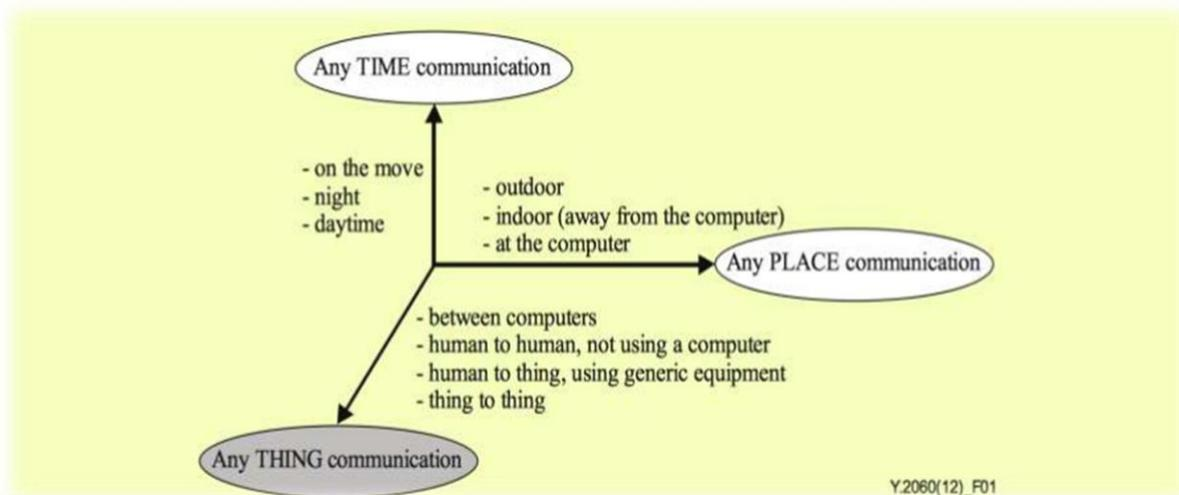 Any TIME communication
- on the move
- night
- daytime
- outdoor
- indoor (away from the computer)
- at the computer
Any PLACE communication
- between computers
- human to human, not using a computer
- human to thing, using generic equipment
- thing to thing
Any THING communication
Y.2060(12)_F01